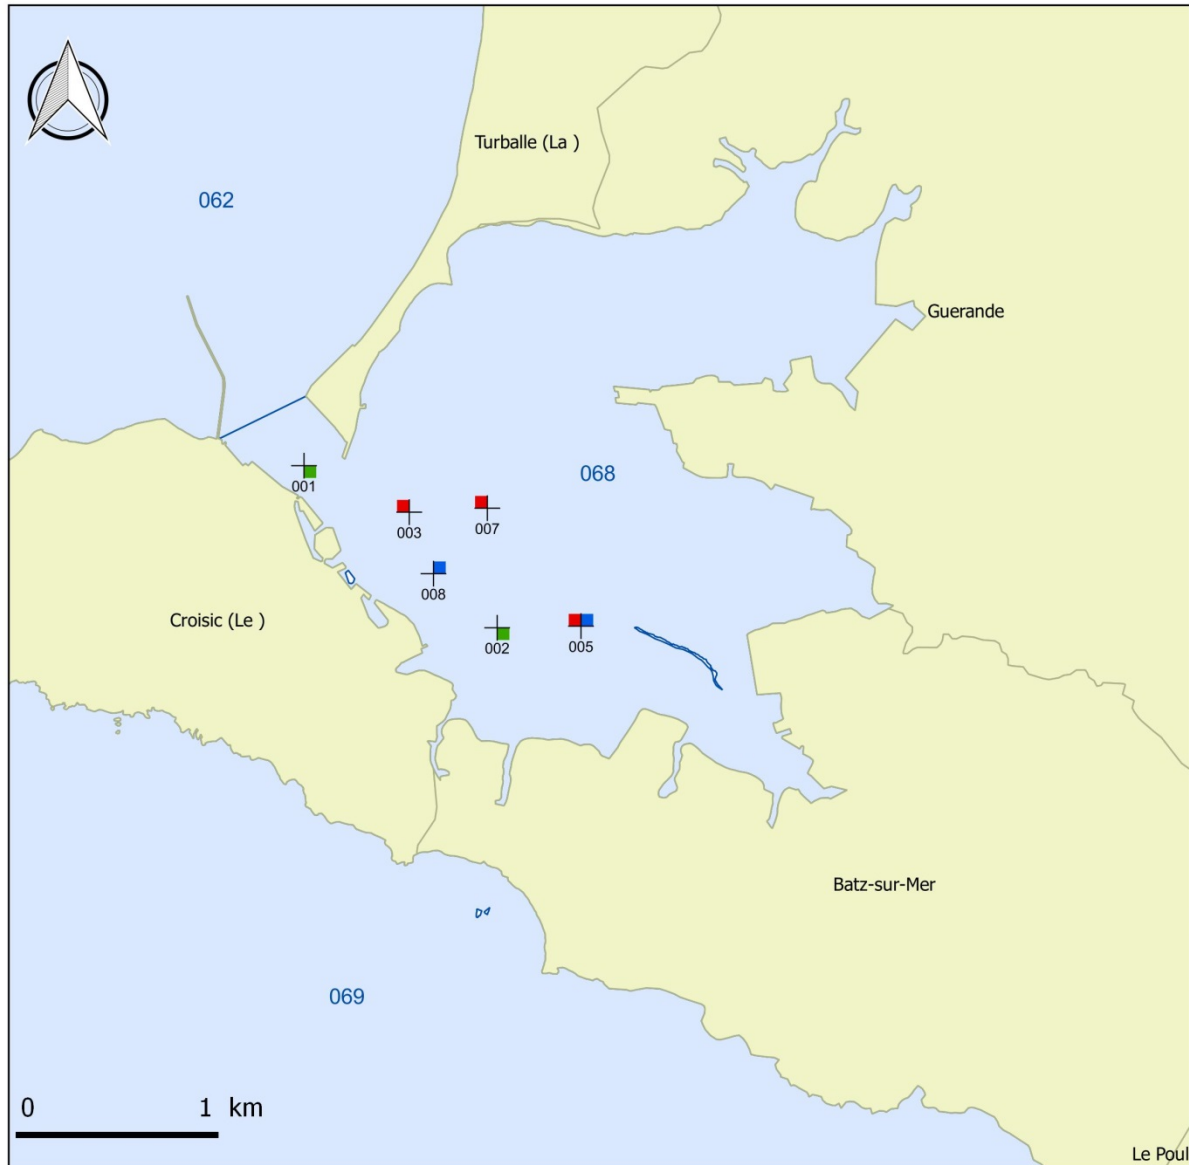 Turballe (La )
062
Guerande
068
001
003
007
008
Croisic (Le )
002
005
Batz-sur-Mer
069
0 1 km
Le Poul